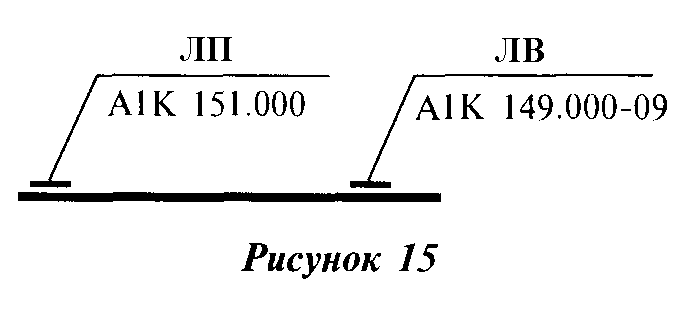 ЛП
А1К 151.000
ЛВ
А1К 149.000-09
Рисунок 15